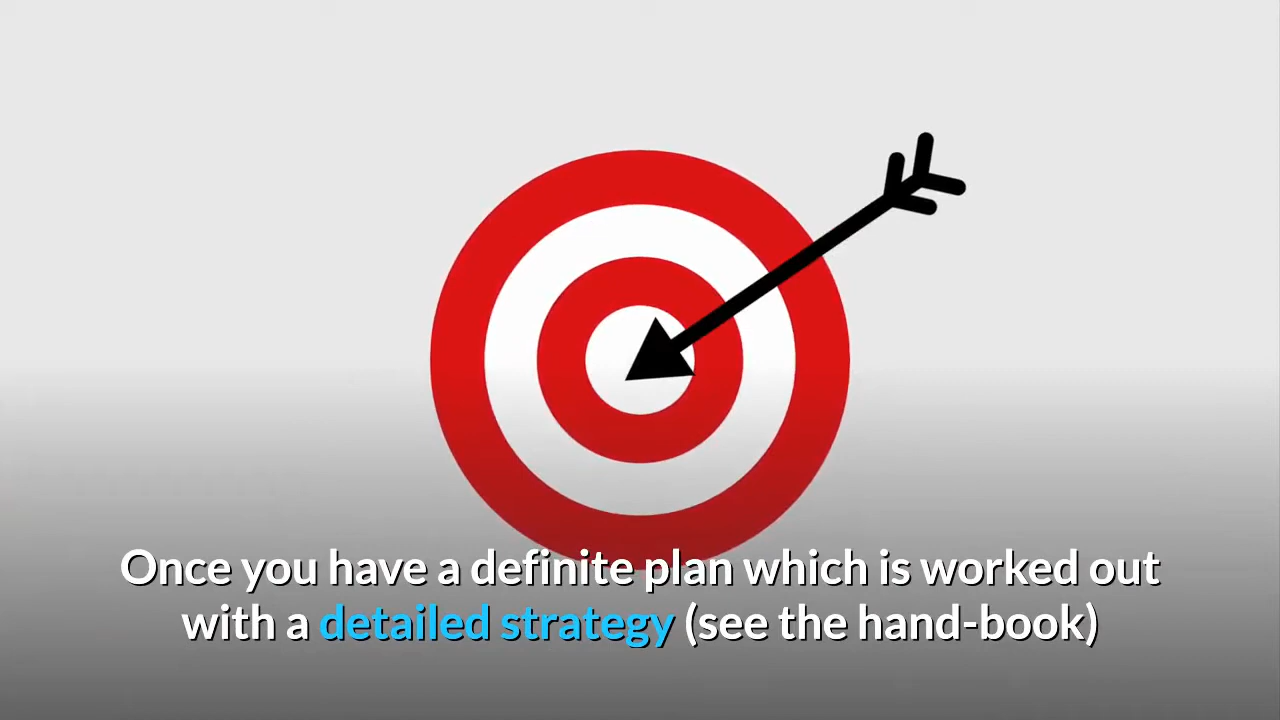 Once you have a definite plan which is worked out
with a detailed strategy (see the hand-book)